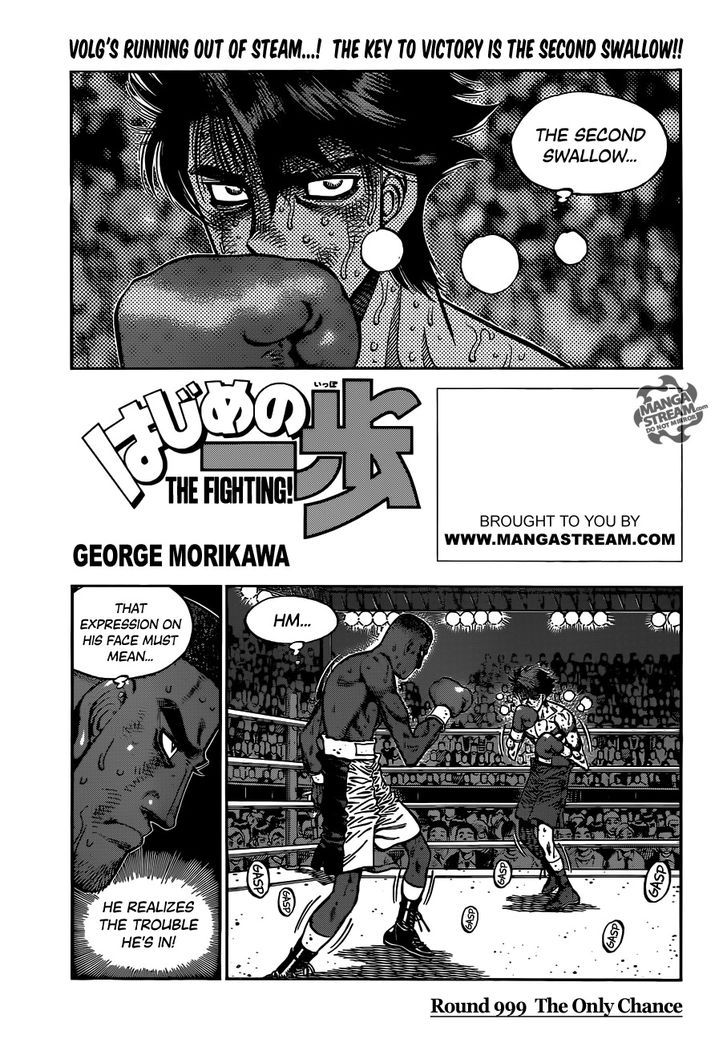 VOLG'S RUNNING OUT OF STEAM...! THE KEY TO VICTORY IS THE SECOND SWALLOW!!
THE SECOND
SWALLOW...
はじめの一歩
いっぽ
THE FIGHTING!
GEORGE MORIKAWA
MANGA
STREAM.com
DO NOT MIRROR
BROUGHT TO YOU BY
WWW.MANGASTREAM.COM
THAT
EXPRESSION ON
HIS FACE MUST
MEAN...
HE REALIZES
THE TROUBLE
HE'S IN!
HM...
GASP
GASP
GASP
GASP
GASP
GASP
Round 999 The Only Chance